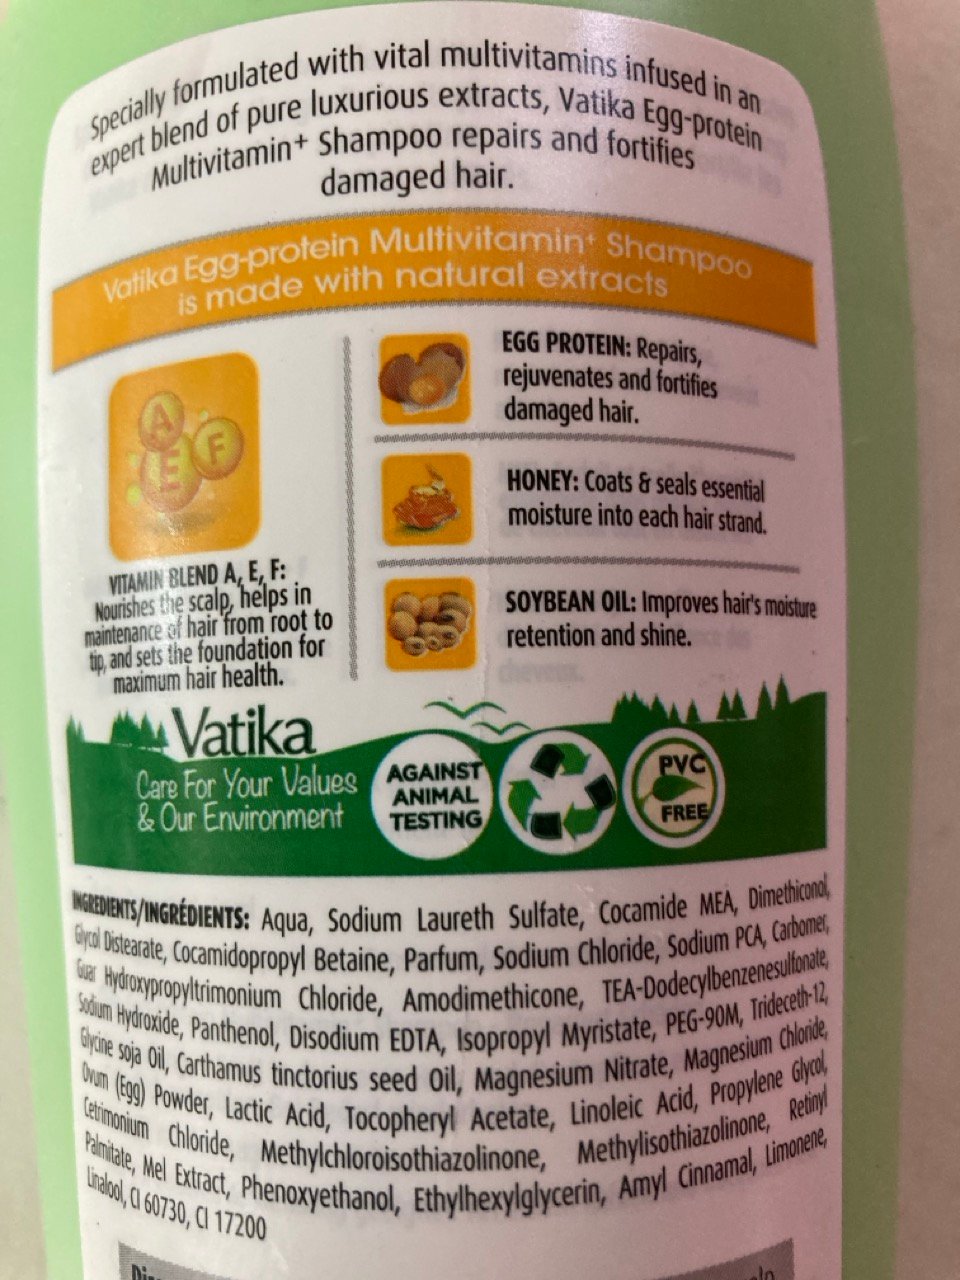 Specially formulated with vital multivitamins infused in an
expert blend of pure luxurious extracts, Vatika Egg-protein
Multivitamin+ Shampoo repairs and fortifies
damaged hair.
Vatika Egg-protein Multivitamin+ Shampoo
is made with natural extracts
A
E
F
VITAMIN BLEND A, E, F:
Nourishes the scalp, helps in
maintenance of hair from root to
tip, and sets the foundation for
maximum hair health.
EGG PROTEIN: Repairs,
rejuvenates and fortifies
damaged hair.
HONEY: Coats & seals essential
moisture into each hair strand.
SOYBEAN OIL: Improves hair's moisture
retention and shine.
Vatika
Care For Your Values
& Our Environment
AGAINST
ANIMAL
TESTING
PVC
FREE
INGREDIENTS/INGRÉDIENTS: Aqua, Sodium Laureth Sulfate, Cocamide MEA, Dimethiconol,
Glycol Distearate, Cocamidopropyl Betaine, Parfum, Sodium Chloride, Sodium PCA, Carbomer,
Guar Hydroxypropyltrimonium Chloride, Amodimethicone, TEA-Dodecylbenzenesulfonate,
Sodium Hydroxide, Panthenol, Disodium EDTA, Isopropyl Myristate, PEG-90M, Trideceth-12,
Glycine soja Oil, Carthamus tinctorius seed Oil, Magnesium Nitrate, Magnesium Chloride,
Ovum (Egg) Powder, Lactic Acid, Tocopheryl Acetate, Linoleic Acid, Propylene Glycol,
Cetrimonium Chloride, Methylchloroisothiazolinone, Methylisothiazolinone, Retinyl
Palmitate, Mel Extract, Phenoxyethanol, Ethylhexylglycerin, Amyl Cinnamal, Limonene,
Linalool, CI 60730, CI 17200